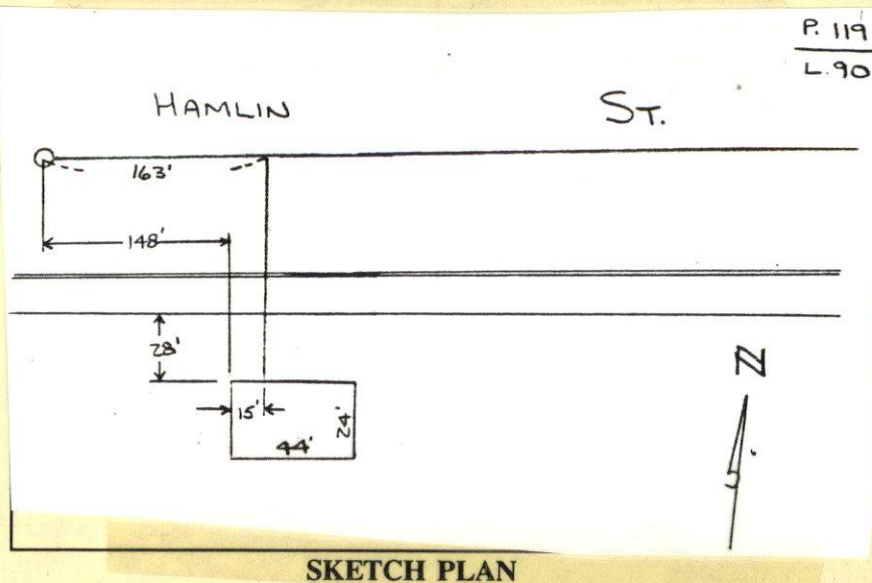 P. 119
L. 90
HAMLIN ST.
163'
148'
28'
15'
24'
44'
N
SKETCH PLAN